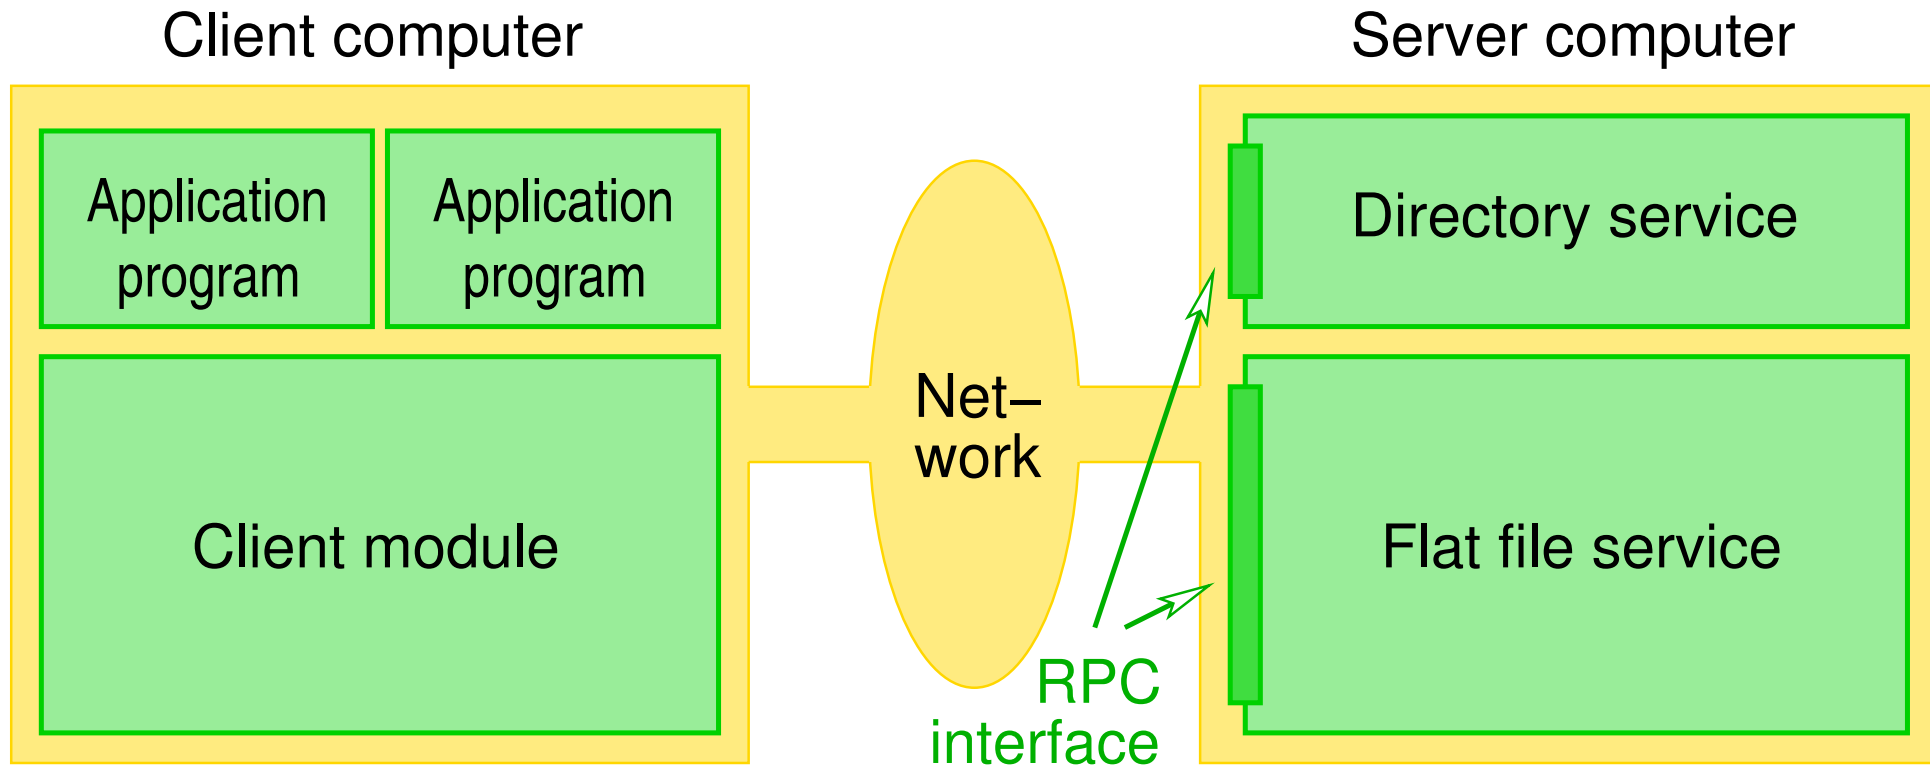 Client computer
Server computer
Application
program
Application
program
Client module
Net–
work
RPC
interface
Directory service
Flat file service